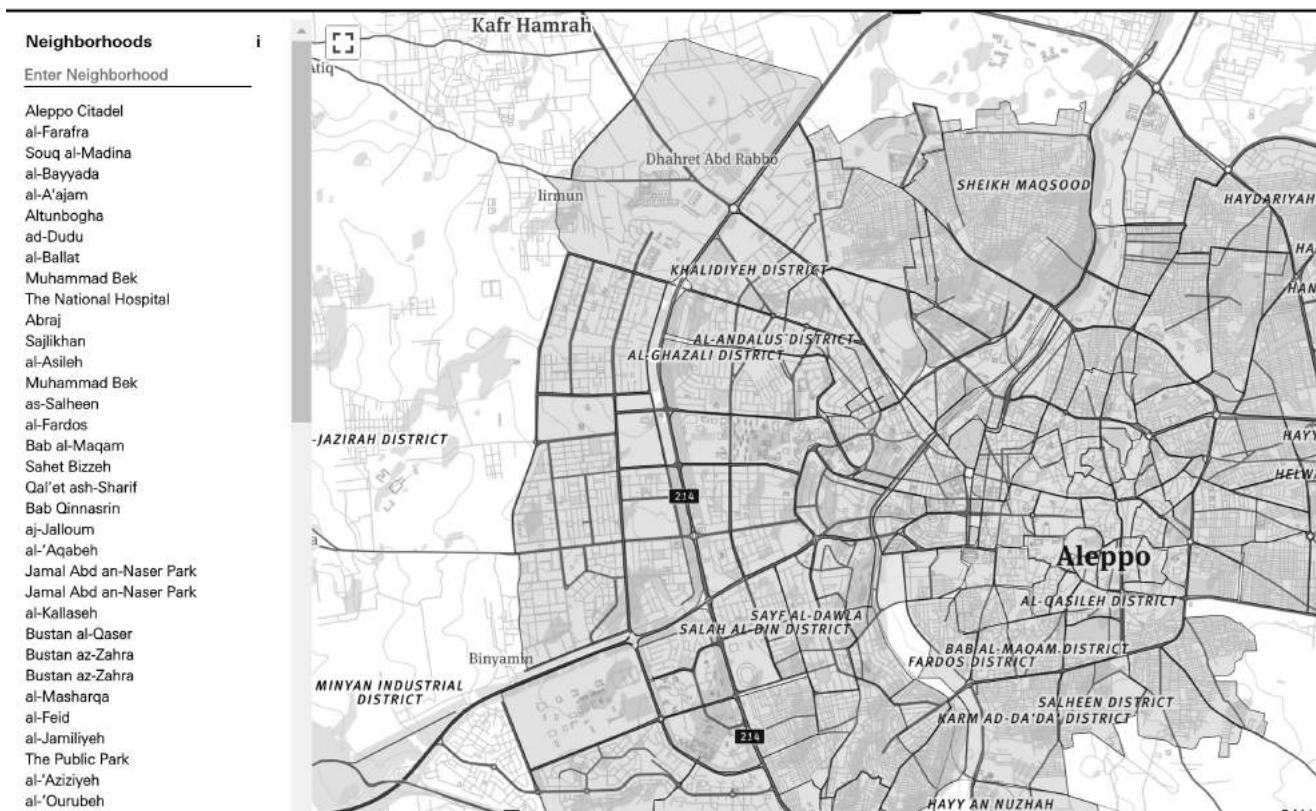 Neighborhoods i
Enter Neighborhood
Aleppo Citadel
al-Farafra
Souq al-Madina
al-Bayyada
al-A'ajam
Altunbogha
ad-Dudu
al-Ballat
Muhammad Bek
The National Hospital
Abraj
Sajlikhan
al-Asileh
Muhammad Bek
as-Salheen
al-Fardos
Bab al-Maqam
Sahet Bizzeh
Qal'et ash-Sharif
Bab Qinnasrin
aj-Jalloum
al-'Aqabeh
Jamal Abd an-Naser Park
Jamal Abd an-Naser Park
al-Kallaseh
Bustan al-Qaser
Bustan az-Zahra
Bustan az-Zahra
al-Masharqa
al-Feid
al-Jamiliyeh
The Public Park
al-'Aziziyeh
al-'Ourubeh
Kafr Hamrah
Atiq
Dhahret Abd Rabbo
lirmun
SHEIKH MAQSOOD
HAYDARIYAH
HA
HAN
KHALIDIYEH DISTRICT
AL-ANDALUS DISTRICT
AL-GHAZALI DISTRICT
-JAZIRAH DISTRICT
HAYY
HELWA
214
a
Aleppo
AL-QASILEH DISTRICT
SAYF AL-DAWLA
SALAH AL-DIN DISTRICT
BAB AL-MAQAM DISTRICT
FARDOS DISTRICT
Binyamin
MINYAN INDUSTRIAL
DISTRICT
SALHEEN DISTRICT
KARM AD-DA'DA' DISTRICT
214
HAYY AN NUZHAH